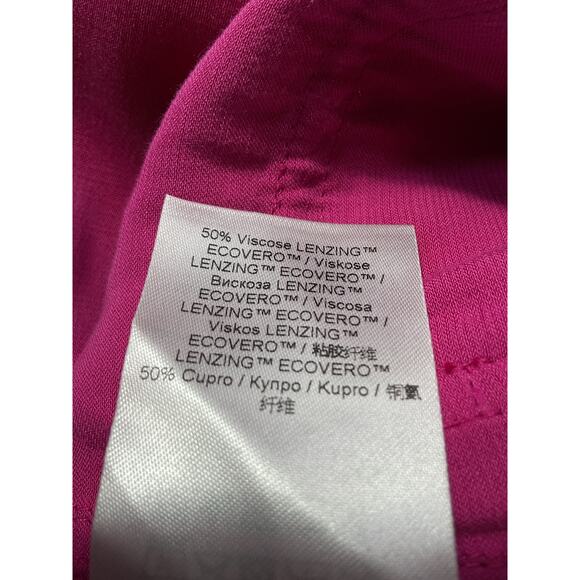 50% Viscose LENZING™
ECOVERO™ / Viskose
LENZING™ ECOVERO™ /
Вискоза LENZING™
ECOVERO™ / Viscosa
LENZING™ ECOVERO™ /
Viskos LENZING™
ECOVERO™ / 粘胶纤维
LENZING™ ECOVERO™
50% Cupro / Купро / Kupro / 铜氨
纤维